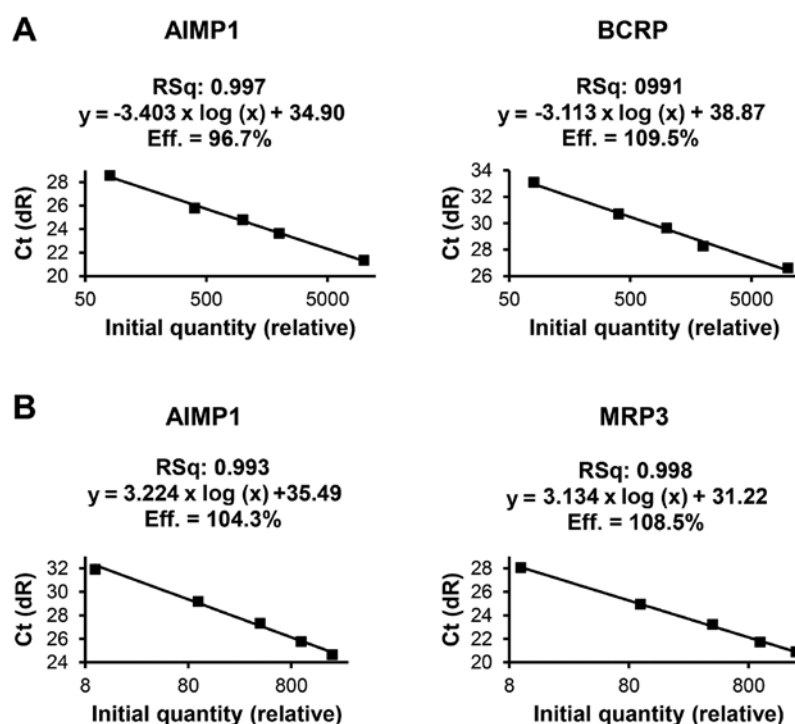 A
AIMP1
RSq: 0.997
y = -3.403 x log (x) + 34.90
Eff. = 96.7%
Ct (dR)
28
26
24
22
20
50
500
5000
Initial quantity (relative)
BCRP
RSq: 0991
y = -3.113 x log (x) + 38.87
Eff. = 109.5%
Ct (dR)
34
32
30
28
26
50
500
5000
Initial quantity (relative)
B
AIMP1
RSq: 0.993
y = 3.224 x log (x) +35.49
Eff. = 104.3%
Ct (dR)
32
30
28
26
24
8
80
800
Initial quantity (relative)
MRP3
RSq: 0.998
y = 3.134 x log (x) + 31.22
Eff. = 108.5%
Ct (dR)
28
26
24
22
20
8
80
800
Initial quantity (relative)